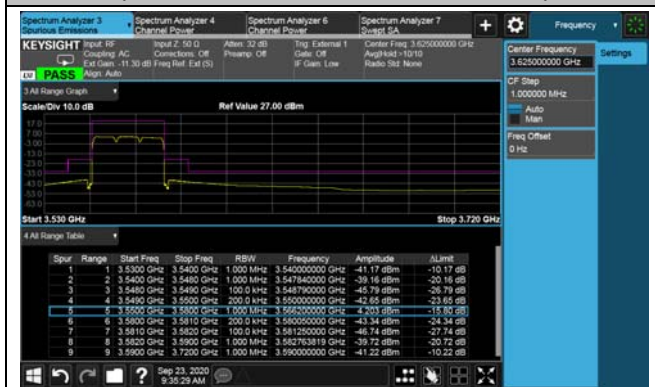 Spectrum Analyzer 3
Spurious Emissions
Spectrum Analyzer 4
Channel Power
Spectrum Analyzer 6
Channel Power
Spectrum Analyzer 7
Swept SA
Frequency
KEYSIGHT
Input: RF
Coupling: AC
Ext Gain: -11.30 dB
Align: Auto
Input Z: 50 Ω
Corrections: Off
Freq Ref: Ext (S)
Atten: 32 dB
Preamp: Off
Trig: External 1
Gate: Off
IF Gain: Low
Center Freq: 3.625000000 GHz
Avg|Hold:>10/10
Radio Std: None
LXI
PASS
Center Frequency
3.625000000 GHz
Settings
CF Step
1.000000 MHz
Auto
Man
Freq Offset
0 Hz
3 All Range Graph
Scale/Div 10.0 dB
Ref Value 27.00 dBm
17.0
7.00
-3.00
-13.0
-23.0
-33.0
-43.0
-53.0
-63.0
Start 3.530 GHz
Stop 3.720 GHz
4 All Range Table
Spur Range Start Freq Stop Freq RBW Frequency Amplitude ΔLimit
1 1 3.5300 GHz 3.5400 GHz 1.000 MHz 3.540000000 GHz -41.17 dBm -10.17 dB
2 2 3.5400 GHz 3.5480 GHz 1.000 MHz 3.547840000 GHz -39.16 dBm -20.16 dB
3 3 3.5480 GHz 3.5490 GHz 100.0 kHz 3.548790000 GHz -45.79 dBm -26.79 dB
4 4 3.5490 GHz 3.5500 GHz 200.0 kHz 3.550000000 GHz -42.65 dBm -23.65 dB
5 5 3.5500 GHz 3.5800 GHz 1.000 MHz 3.566200000 GHz 4.203 dBm -15.80 dB
6 6 3.5800 GHz 3.5810 GHz 200.0 kHz 3.580050000 GHz -43.34 dBm -24.34 dB
7 7 3.5810 GHz 3.5820 GHz 100.0 kHz 3.581250000 GHz -46.74 dBm -27.74 dB
8 8 3.5820 GHz 3.5900 GHz 1.000 MHz 3.582763819 GHz -39.72 dBm -20.72 dB
9 9 3.5900 GHz 3.7200 GHz 1.000 MHz 3.590000000 GHz -41.22 dBm -10.22 dB
Sep 23, 2020
9:35:29 AM